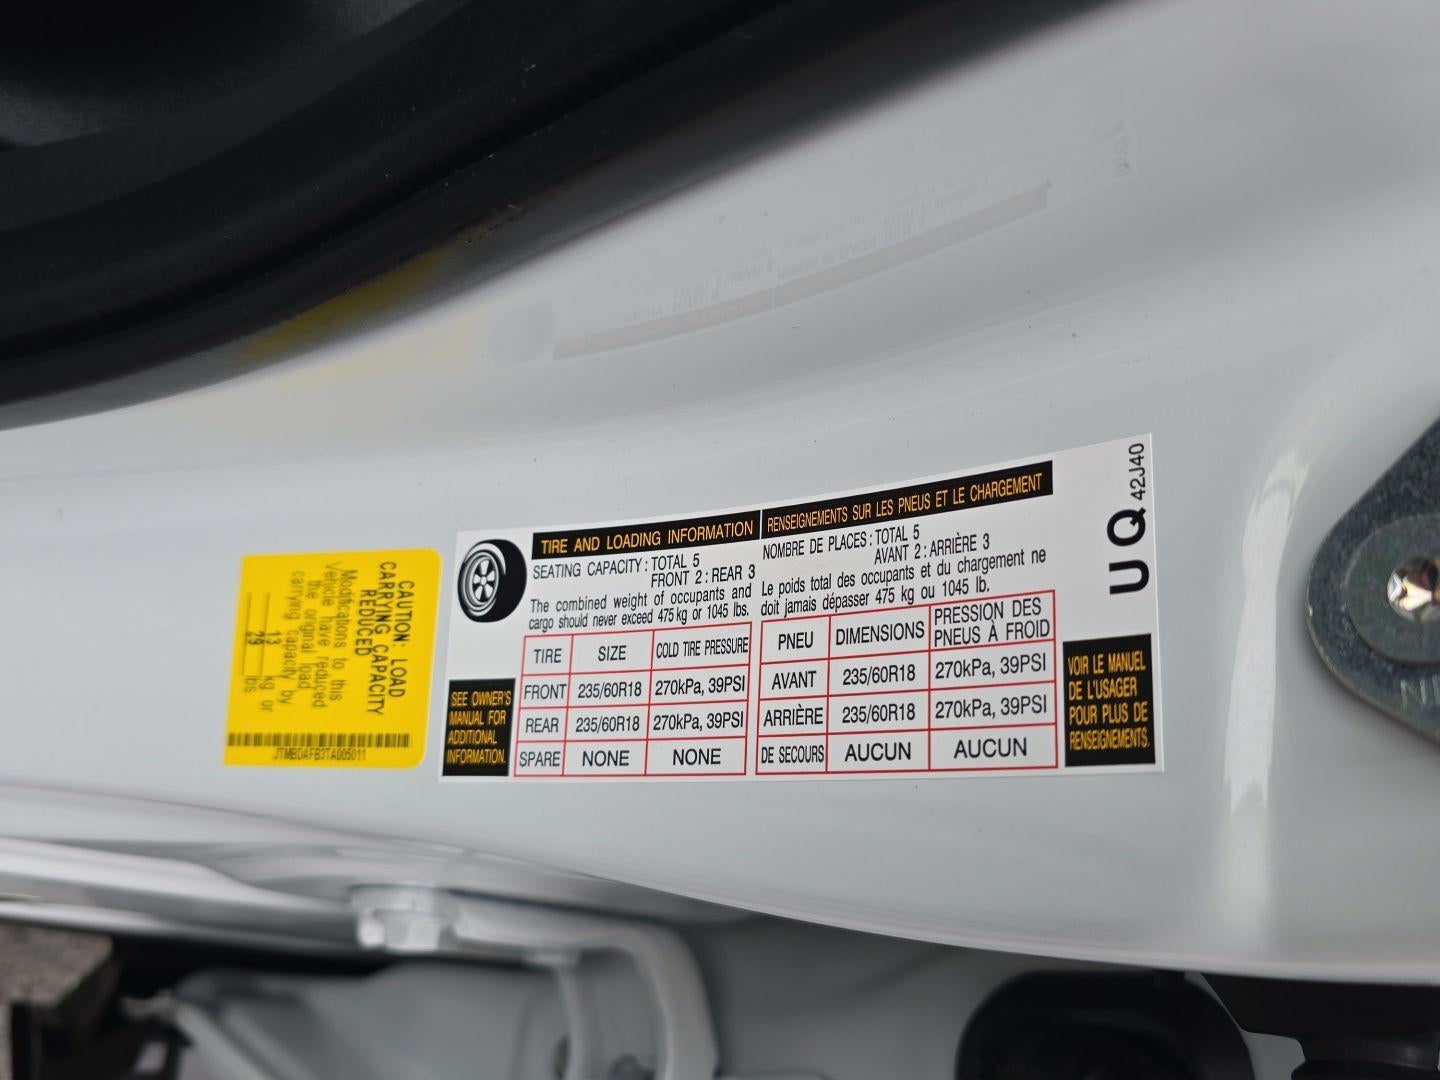 CAUTION: LOAD
CARRYING CAPACITY
REDUCED
Modifications to this
Vehicle have reduced
the original load
carrying capacity by
13 kg or
29 lbs
JTMBDAFB3TA005011
TIRE AND LOADING INFORMATION
SEATING CAPACITY : TOTAL 5
FRONT 2 : REAR 3
The combined weight of occupants and
cargo should never exceed 475 kg or 1045 lbs.
TIRE SIZE COLD TIRE PRESSURE
FRONT 235/60R18 270kPa, 39PSI
REAR 235/60R18 270kPa, 39PSI
SPARE NONE NONE
SEE OWNER'S
MANUAL FOR
ADDITIONAL
INFORMATION.
RENSEIGNEMENTS SUR LES PNEUS ET LE CHARGEMENT
NOMBRE DE PLACES : TOTAL 5
AVANT 2 : ARRIÈRE 3
Le poids total des occupants et du chargement ne
doit jamais dépasser 475 kg ou 1045 lb.
PNEU DIMENSIONS PRESSION DES
PNEUS À FROID
AVANT 235/60R18 270kPa, 39PSI
ARRIÈRE 235/60R18 270kPa, 39PSI
DE SECOURS AUCUN AUCUN
VOIR LE MANUEL
DE L'USAGER
POUR PLUS DE
RENSEIGNEMENTS.
UQ 42J40